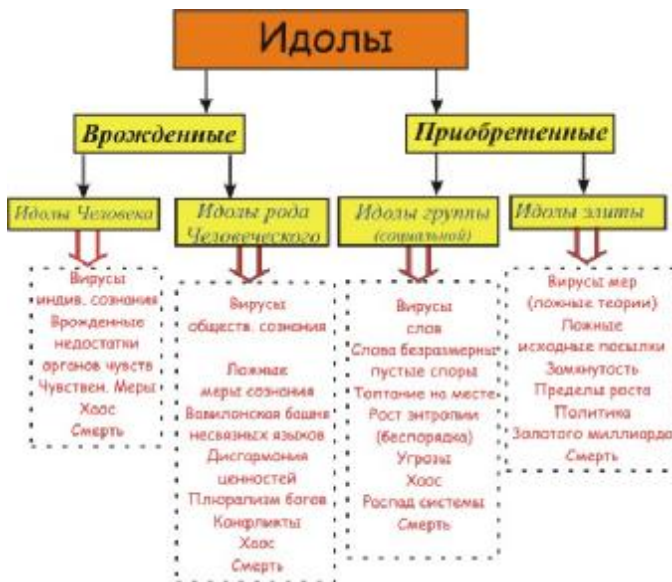 Идолы
Врожденные
Приобретенные
Идолы Человека
Идолы рода
Человеческого
Идолы группы
(социальной)
Идолы элиты
Вирусы
индив. сознания
Врожденные
недостатки
органов чувств
Чувствен. Меры
Хаос
Смерть
Вирусы
обществ. сознания
Ложные
меры сознания
Вавилонская башня
несвязных языков
Дисгармония
ценностей
Плюрализм богов
Конфликты
Хаос
Смерть
Вирусы
слов
Слова безразмерны
пустые споры
Топтание на месте
Рост энтропии
(беспорядка)
Угрозы
Хаос
Распад системы
Смерть
Вирусы мер
(ложные теории)
Ложные
исходные посылки
Замкнутость
Пределы роста
Политика
Золотого миллиарда
Смерть